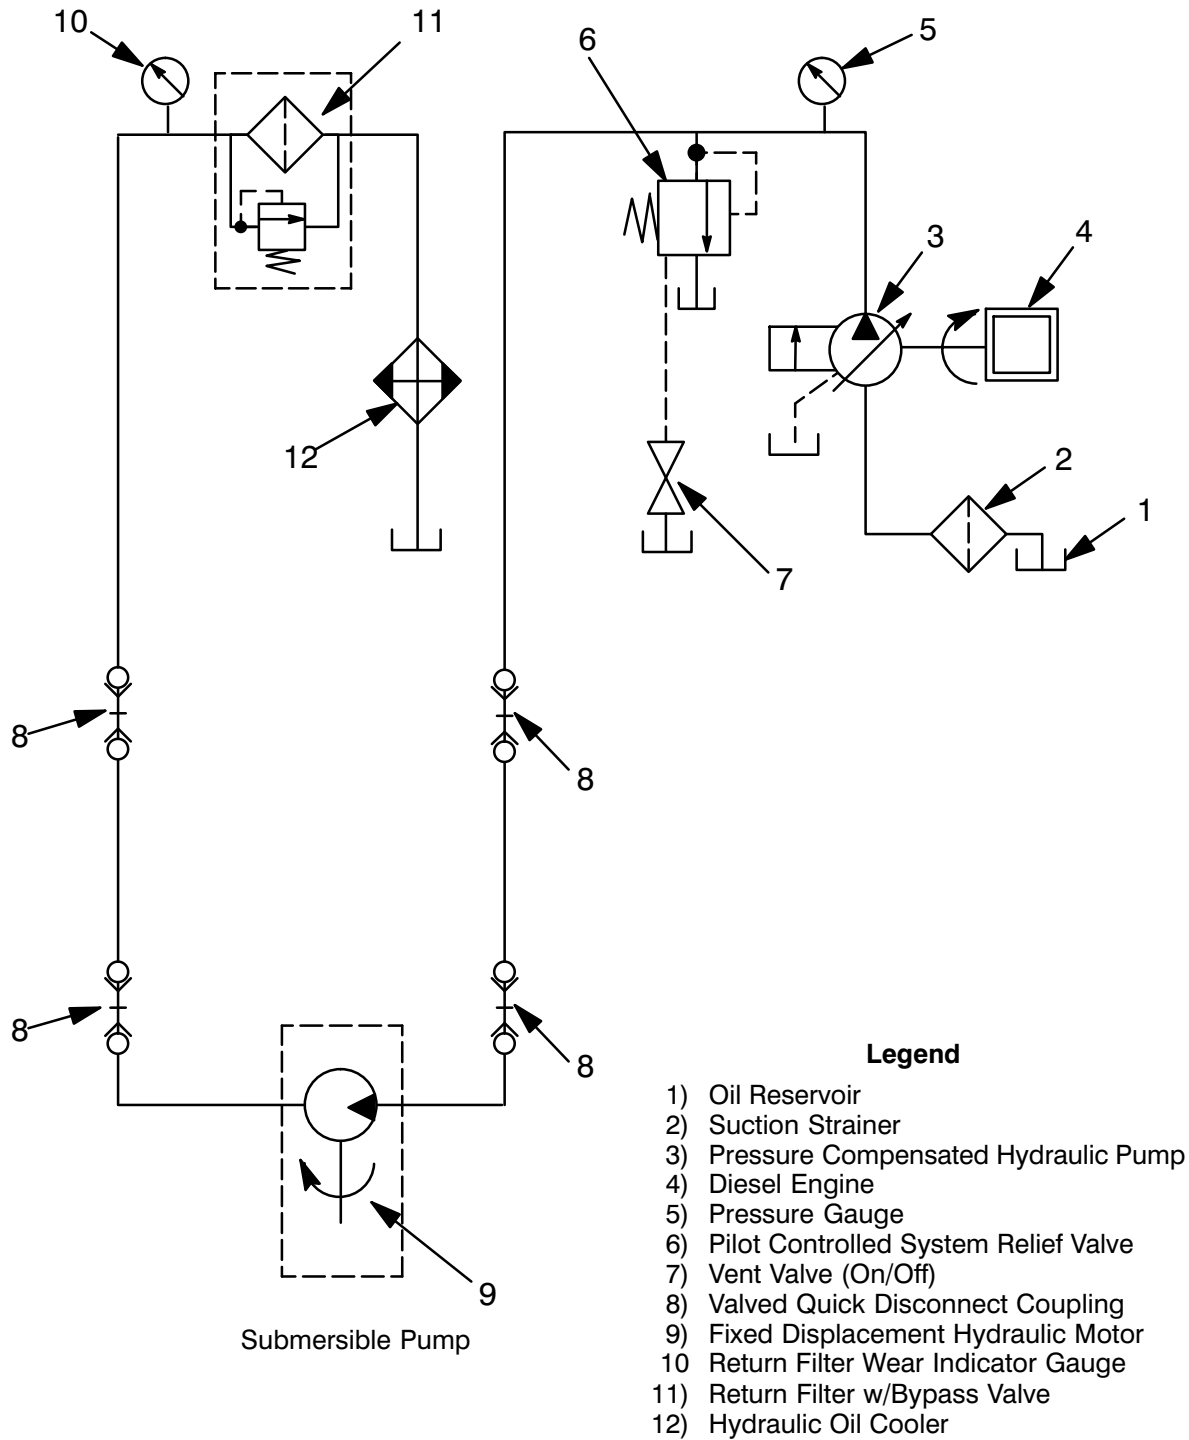 10
11
6
5
3
4
12
2
1
7
8
8
8
8
9
Submersible Pump
Legend
1) Oil Reservoir
2) Suction Strainer
3) Pressure Compensated Hydraulic Pump
4) Diesel Engine
5) Pressure Gauge
6) Pilot Controlled System Relief Valve
7) Vent Valve (On/Off)
8) Valved Quick Disconnect Coupling
9) Fixed Displacement Hydraulic Motor
10 Return Filter Wear Indicator Gauge
11) Return Filter w/Bypass Valve
12) Hydraulic Oil Cooler